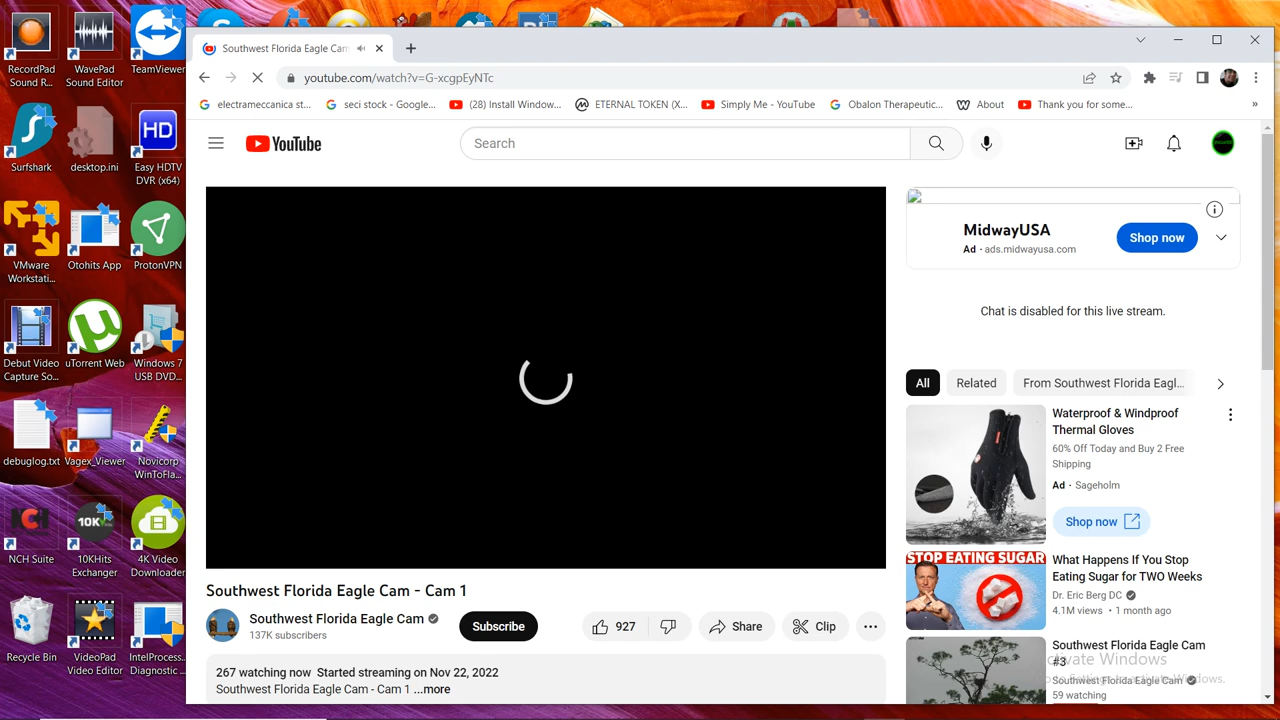 RecordPad
Sound R...
WavePad
Sound Editor
TeamViewer
Surfshark
desktop.ini
HD
Easy HDTV
DVR (x64)
VMware
Workstati...
Otohits App
ProtonVPN
Debut Video
Capture So...
uTorrent Web
Windows 7
USB DVD...
debuglog.txt
Vagex_Viewer
Novicorp
WinToFla...
NCH
NCH Suite
10K
10KHits
Exchanger
4K Video
Downloader
Recycle Bin
VideoPad
Video Editor
IntelProcess...
Diagnostic ...
Southwest Florida Eagle Cam
youtube.com/watch?v=G-xcgpEyNTc
electrameccanica st...
seci stock - Google...
(28) Install Window...
ETERNAL TOKEN (X...
Simply Me - YouTube
Obalon Therapeutic...
About
Thank you for some...
YouTube
Search
MidwayUSA
Ad · ads.midwayusa.com
Shop now
Chat is disabled for this live stream.
All
Related
From Southwest Florida Eagl...
Waterproof & Windproof
Thermal Gloves
60% Off Today and Buy 2 Free
Shipping
Ad · Sageholm
Shop now
STOP EATING SUGAR
What Happens If You Stop
Eating Sugar for TWO Weeks
Dr. Eric Berg DC
4.1M views · 1 month ago
Southwest Florida Eagle Cam
#3
Southwest Florida Eagle Cam
59 watching
Southwest Florida Eagle Cam - Cam 1
Southwest Florida Eagle Cam
137K subscribers
Subscribe
927
Share
Clip
267 watching now Started streaming on Nov 22, 2022
Southwest Florida Eagle Cam - Cam 1 ...more